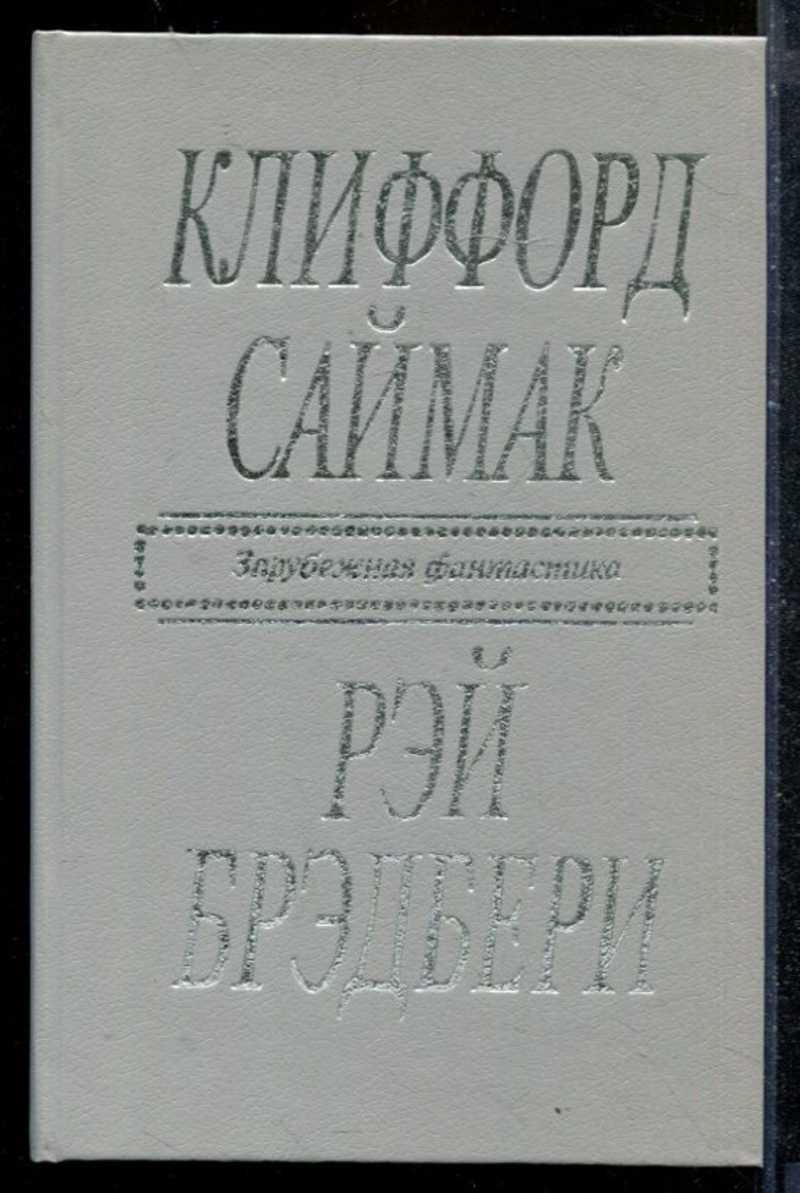 КЛИФФОРД
САЙМАК
Зарубежная фантастика
РЭЙ
БРЭДБЕРИ